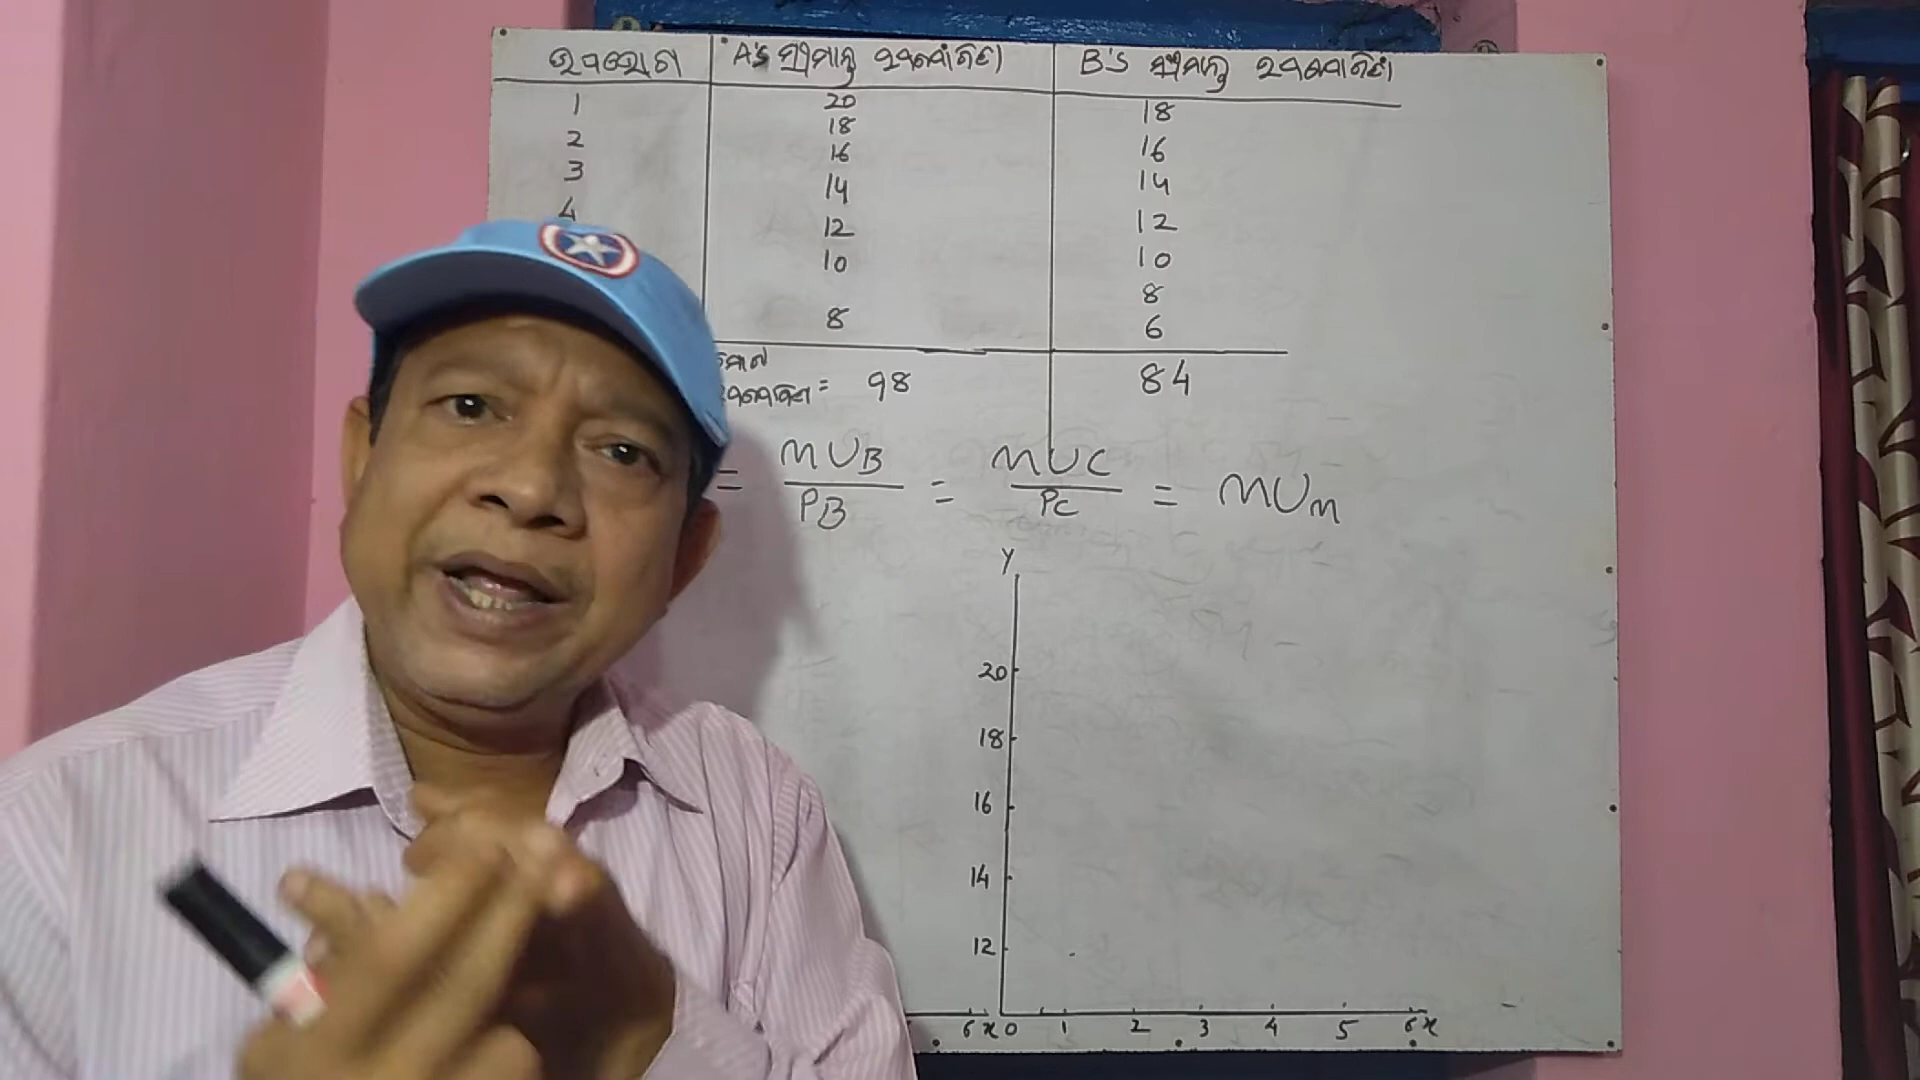 ଉପଭୋଗ A's ସୀମାନ୍ତ ଉପଯୋଗିତା B's ସୀମାନ୍ତ ଉପଯୋଗିତା
1 20 18
2 18 16
3 16 14
4 14 12
12 10
10 8
8 6
ମୋଟ
ଉପଯୋଗିତା = 98 84
= MUB/PB = MUC/PC = MUm
Y
20
18
16
14
12
6 x 0 1 2 3 4 5 6 x